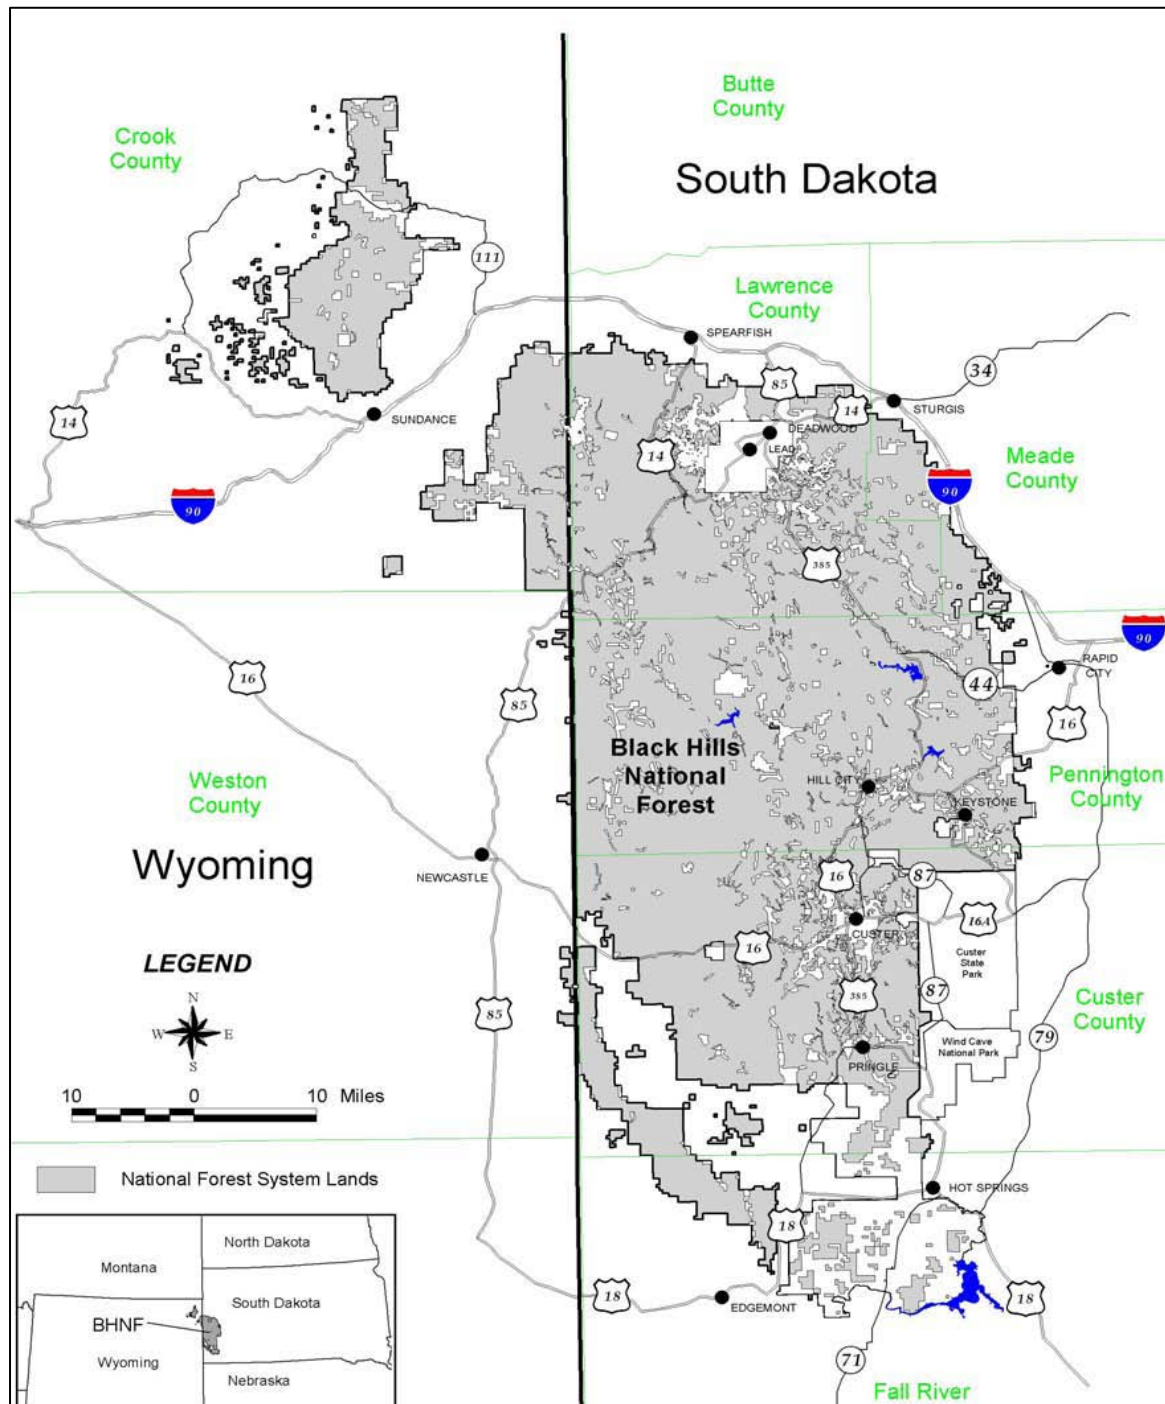 Butte
County
Crook
County
South Dakota
111
Lawrence
County
SPEARFISH
34
85
14
STURGIS
14
SUNDANCE
DEADWOOD
LEAD
14
Meade
County
90
90
385
90
16
RAPID
CITY
44
85
16
Black Hills
National
Forest
HILL CITY
Pennington
County
Weston
County
KEYSTONE
Wyoming
NEWCASTLE
16
87
16A
CUSTER
16
Custer
State
Park
LEGEND
385
87
Custer
County
N
W E
S
85
79
Wind Cave
National Park
PRINGLE
10 0 10 Miles
National Forest System Lands
HOT SPRINGS
18
North Dakota
Montana
South Dakota
BHNF
Wyoming
Nebraska
18
EDGEMONT
18
71
Fall River